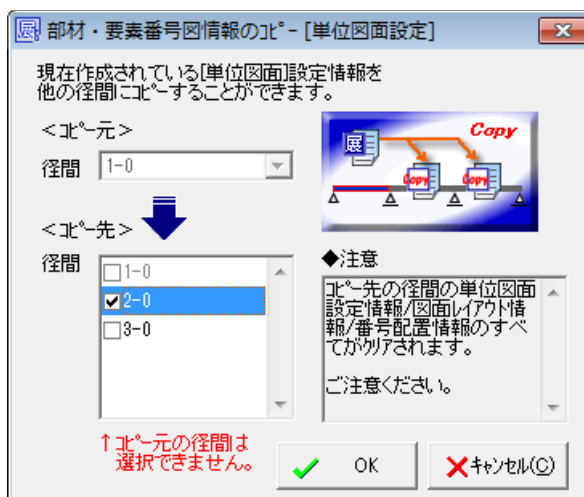 部材・要素番号図情報のｺﾋﾟｰ [単位図面設定]
現在作成されている[単位図面]設定情報を
他の径間にｺﾋﾟｰすることができます。
<ｺﾋﾟｰ元>
径間 1-0
<ｺﾋﾟｰ先>
径間
1-0
2-0
3-0
↑ｺﾋﾟｰ元の径間は
選択できません。
展
Copy
Copy
Copy
◆注意
ｺﾋﾟｰ先の径間の単位図面
設定情報/図面ﾚｲｱｳﾄ情
報/番号配置情報のすべ
てがｸﾘｱされます。
ご注意ください。
OK
ｷｬﾝｾﾙ(C)